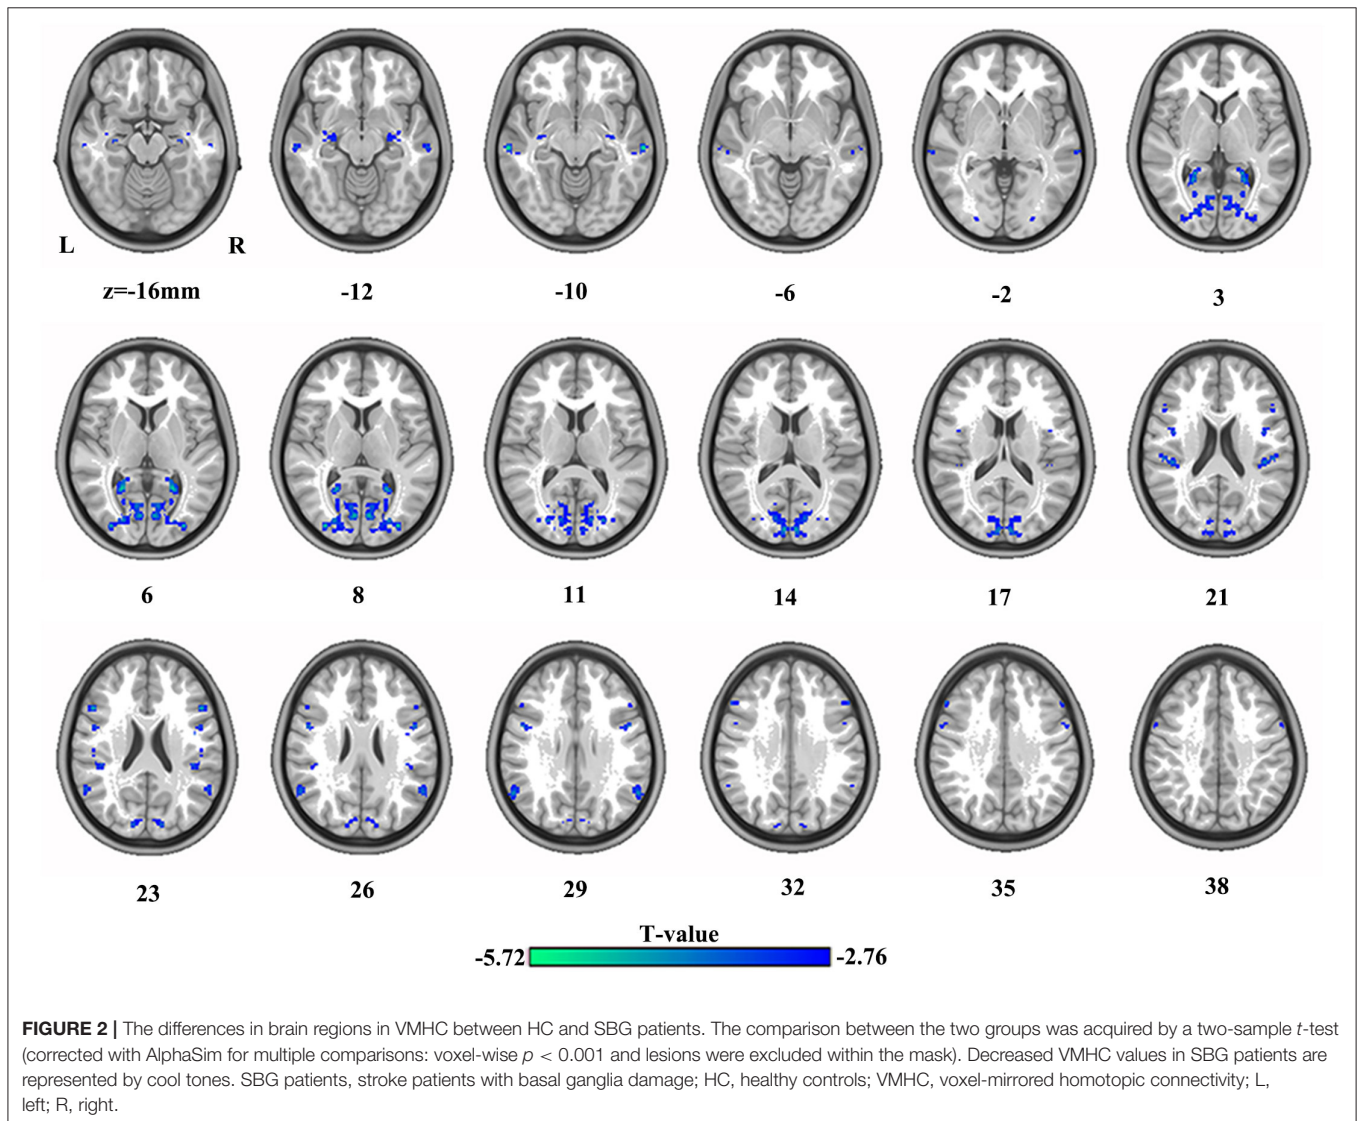 L R
z=-16mm -12 -10 -6 -2 3
6 8 11 14 17 21
23 26 29 32 35 38
T-value
-5.72 -2.76
FIGURE 2 | The differences in brain regions in VMHC between HC and SBG patients. The comparison between the two groups was acquired by a two-sample t-test
(corrected with AlphaSim for multiple comparisons: voxel-wise p < 0.001 and lesions were excluded within the mask). Decreased VMHC values in SBG patients are
represented by cool tones. SBG patients, stroke patients with basal ganglia damage; HC, healthy controls; VMHC, voxel-mirrored homotopic connectivity; L,
left; R, right.